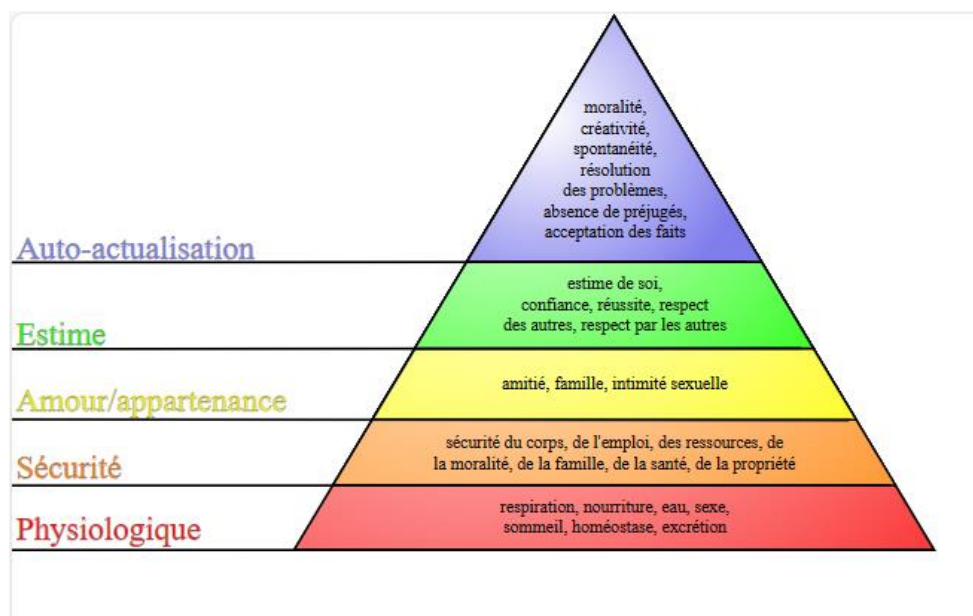 moralité,
créativité,
spontanéité,
résolution
des problèmes,
absence de préjugés,
acceptation des faits
Auto-actualisation
estime de soi,
confiance, réussite, respect
des autres, respect par les autres
Estime
amitié, famille, intimité sexuelle
Amour/appartenance
sécurité du corps, de l'emploi, des ressources, de
la moralité, de la famille, de la santé, de la propriété
Sécurité
respiration, nourriture, eau, sexe,
sommeil, homéostase, excrétion
Physiologique